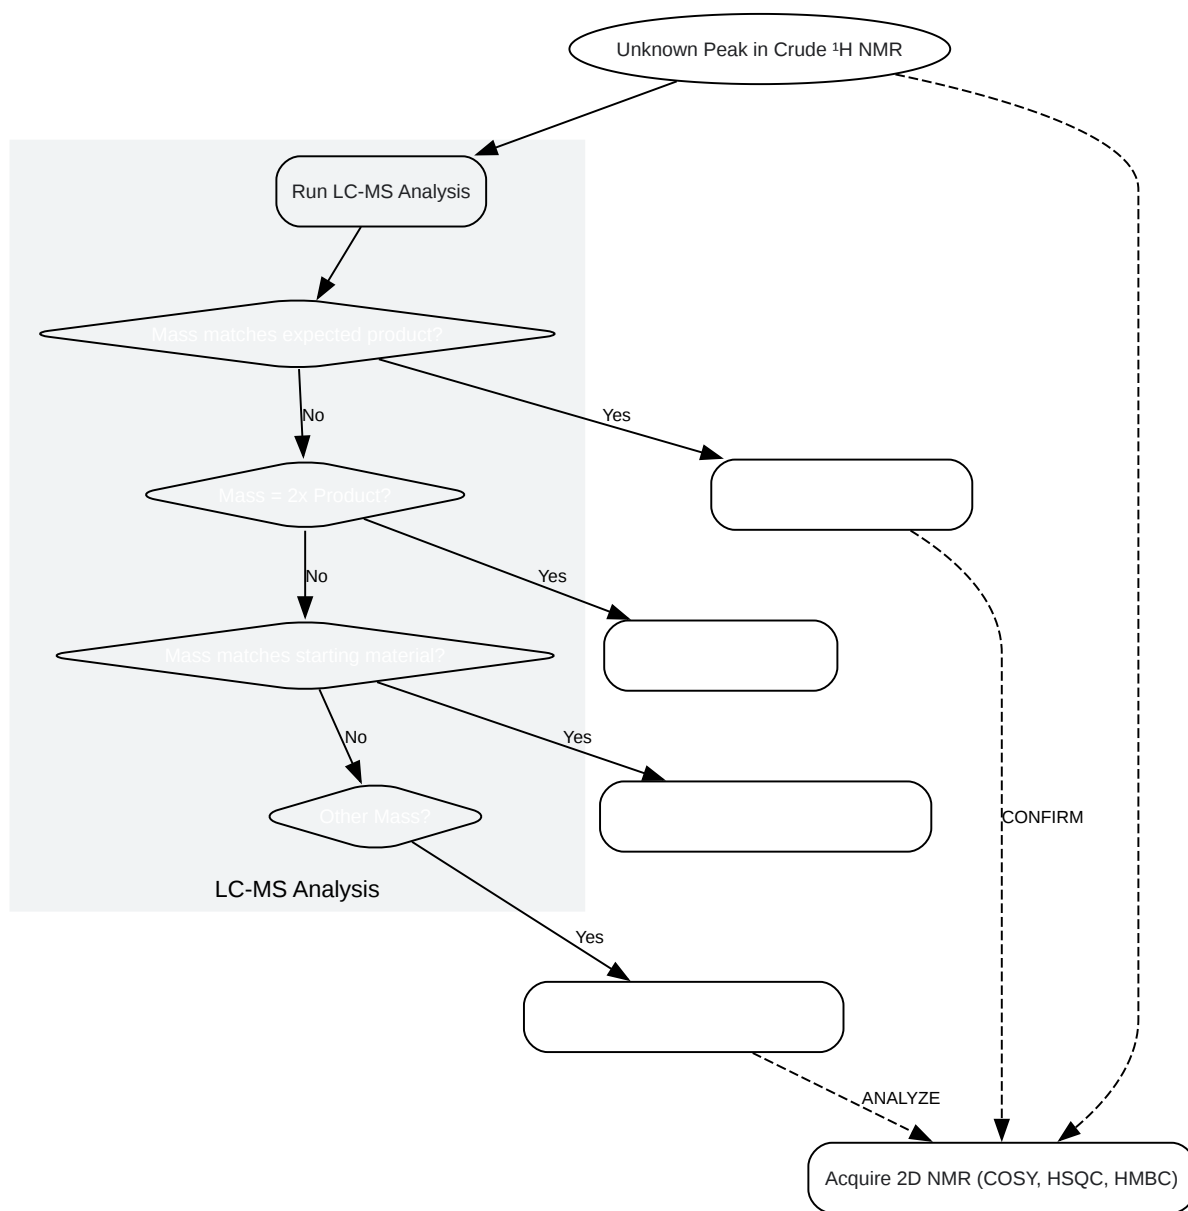 Unknown Peak in Crude ¹H NMR
Run LC-MS Analysis
Mass matches expected product?
No
Yes
Mass = 2x Product?
No
Yes
Mass matches starting material?
No
Yes
Other Mass?
CONFIRM
LC-MS Analysis
Yes
ANALYZE
Acquire 2D NMR (COSY, HSQC, HMBC)